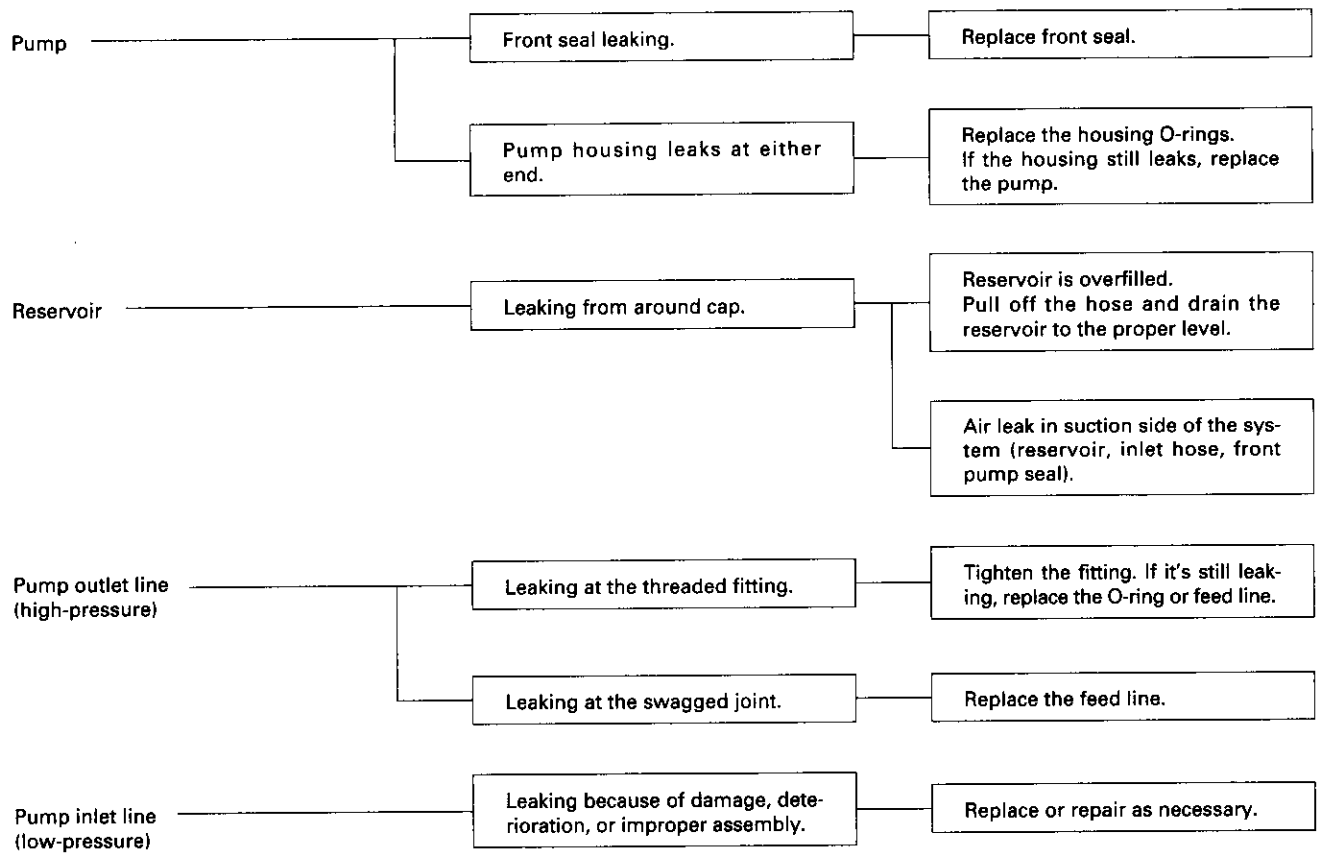 Pump
Front seal leaking.
Replace front seal.
Pump housing leaks at either
end.
Replace the housing O-rings.
If the housing still leaks, replace
the pump.
Reservoir
Leaking from around cap.
Reservoir is overfilled.
Pull off the hose and drain the
reservoir to the proper level.
Air leak in suction side of the sys-
tem (reservoir, inlet hose, front
pump seal).
Pump outlet line
(high-pressure)
Leaking at the threaded fitting.
Tighten the fitting. If it's still leak-
ing, replace the O-ring or feed line.
Leaking at the swagged joint.
Replace the feed line.
Pump inlet line
(low-pressure)
Leaking because of damage, dete-
rioration, or improper assembly.
Replace or repair as necessary.